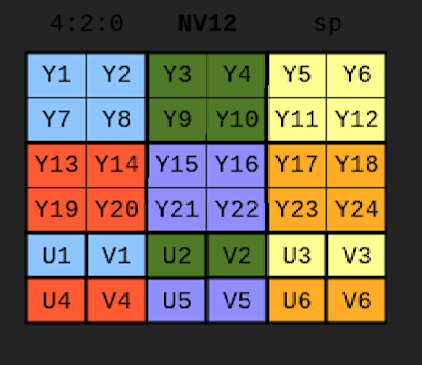 4:2:0 NV12 sp
Y1 Y2 Y3 Y4 Y5 Y6
Y7 Y8 Y9 Y10 Y11 Y12
Y13 Y14 Y15 Y16 Y17 Y18
Y19 Y20 Y21 Y22 Y23 Y24
U1 V1 U2 V2 U3 V3
U4 V4 U5 V5 U6 V6